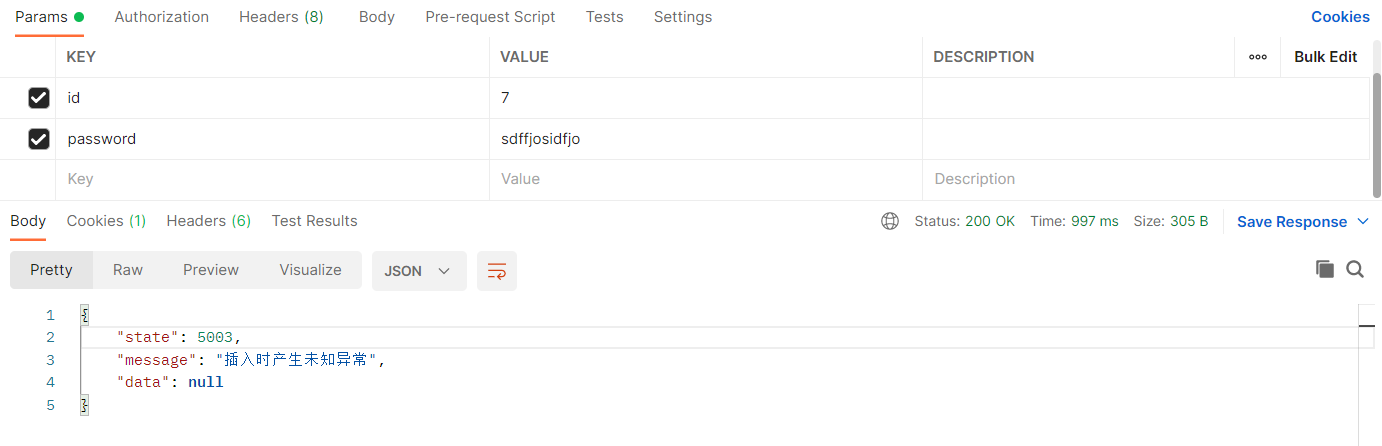 Params Authorization Headers (8) Body Pre-request Script Tests Settings Cookies
KEY VALUE DESCRIPTION ooo Bulk Edit
id 7
password sdffjosidfjo
Key Value Description
Body Cookies (1) Headers (6) Test Results Status: 200 OK Time: 997 ms Size: 305 B Save Response
Pretty Raw Preview Visualize JSON
1 {
2 "state": 5003,
3 "message": "插入时产生未知异常",
4 "data": null
5 }